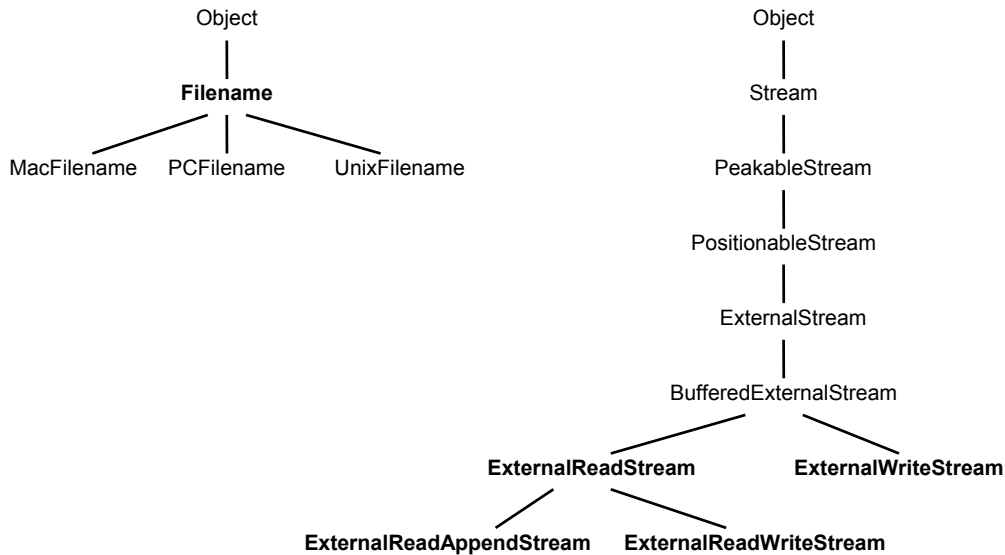 Object
Object
Filename
Stream
MacFilename PCFilename UnixFilename
PeakableStream
PositionableStream
ExternalStream
BufferedExternalStream
ExternalReadStream ExternalWriteStream
ExternalReadAppendStream ExternalReadWriteStream